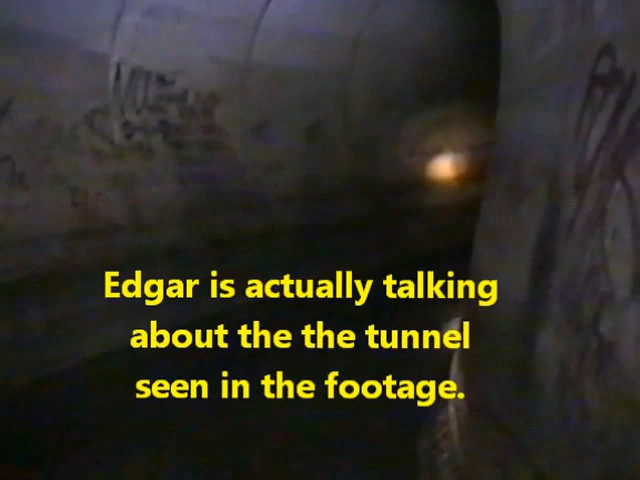 Edgar is actually talking
about the the tunnel
seen in the footage.